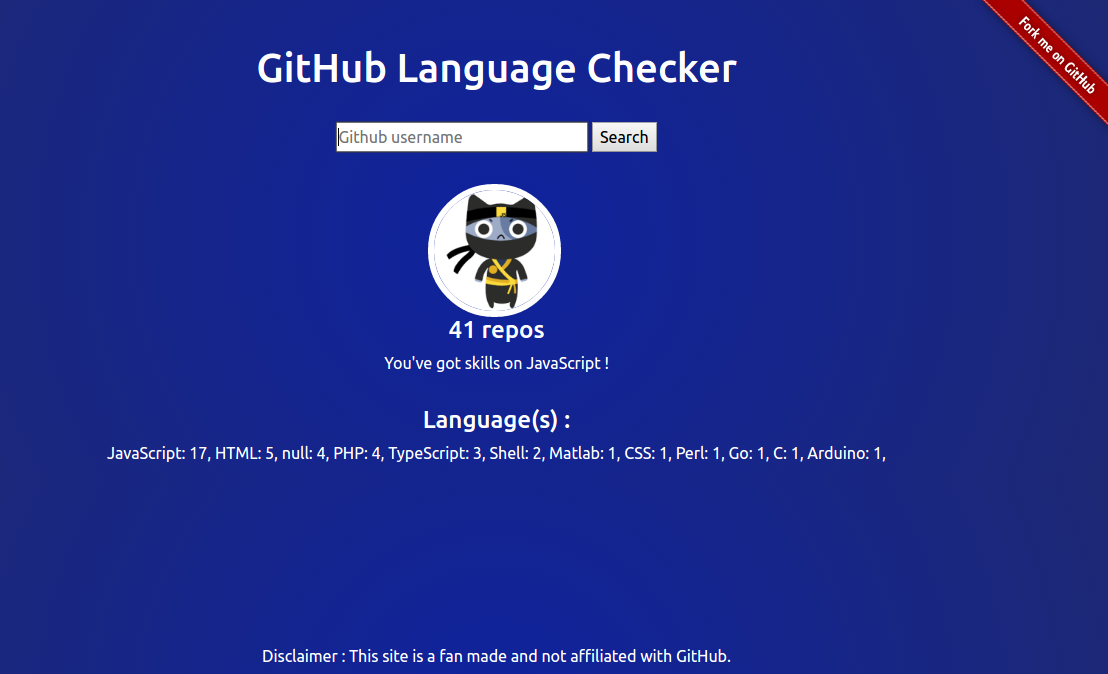 Fork me on GitHub
GitHub Language Checker
Github username
Search
41 repos
You've got skills on JavaScript !
Language(s) :
JavaScript: 17, HTML: 5, null: 4, PHP: 4, TypeScript: 3, Shell: 2, Matlab: 1, CSS: 1, Perl: 1, Go: 1, C: 1, Arduino: 1,
Disclaimer : This site is a fan made and not affiliated with GitHub.